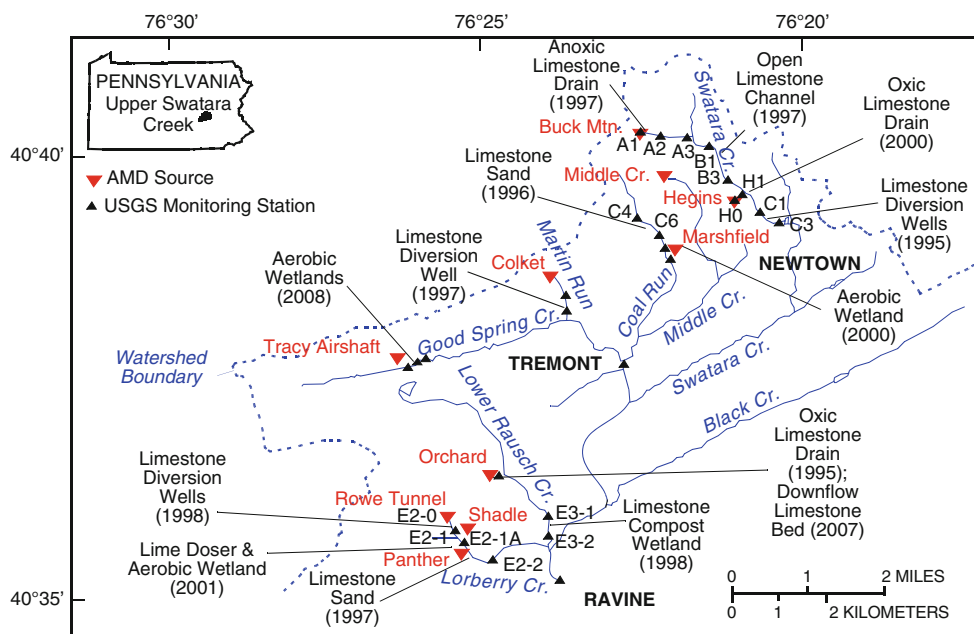 76°30'
76°25'
76°20'
40°40'
40°35'
PENNSYLVANIA
Upper Swatara
Creek
AMD Source
USGS Monitoring Station
Anoxic
Limestone
Drain
(1997)
Open
Limestone
Channel
(1997)
Oxic
Limestone
Drain
(2000)
Swatara Cr.
Buck Mtn.
A1
A2
A3
B1
B3
H1
H0
C1
C3
Limestone
Sand
(1996)
Middle Cr.
Hegins
Limestone
Diversion
Wells
(1995)
C4
C6
Marshfield
NEWTOWN
Limestone
Diversion
Well
(1997)
Colket
Martin Run
Coal Run
Middle Cr.
Aerobic
Wetland
(2000)
Aerobic
Wetlands
(2008)
Good Spring Cr.
Tracy Airshaft
Watershed
Boundary
TREMONT
Swatara Cr.
Black Cr.
Lower Rausch Cr.
Orchard
Oxic
Limestone
Drain
(1995);
Downflow
Limestone
Bed (2007)
Limestone
Diversion
Wells
(1998)
Rowe Tunnel
E2-0
Shadle
E2-1
E2-1A
E3-1
E3-2
Limestone
Compost
Wetland
(1998)
Lime Doser &
Aerobic Wetland
(2001)
Panther
E2-2
Limestone
Sand
(1997)
Lorberry Cr.
RAVINE
0 1 2 MILES
0 1 2 KILOMETERS